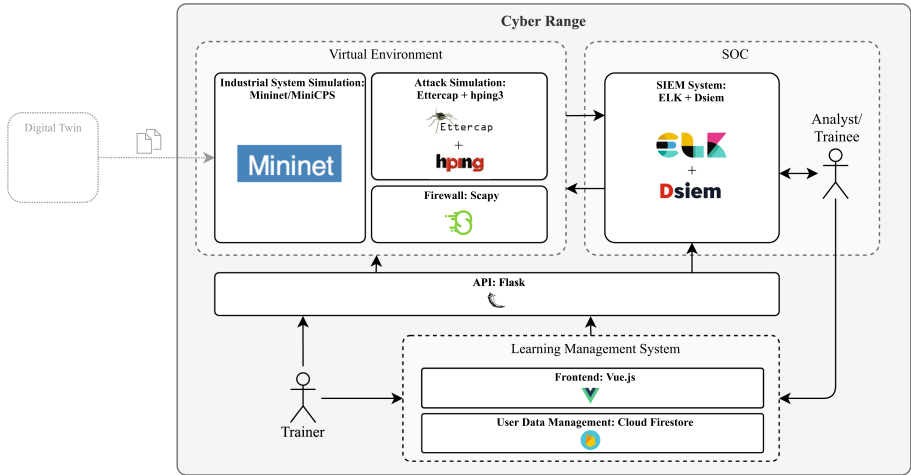 Cyber Range
Virtual Environment
SOC
Industrial System Simulation:
Mininet/MiniCPS
Mininet
Attack Simulation:
Ettercap + hping3
Ettercap
+
hping
Firewall: Scapy
SIEM System:
ELK + Dsiem
ELK
+
Dsiem
Analyst/
Trainee
Digital Twin
API: Flask
Learning Management System
Frontend: Vue.js
User Data Management: Cloud Firestore
Trainer